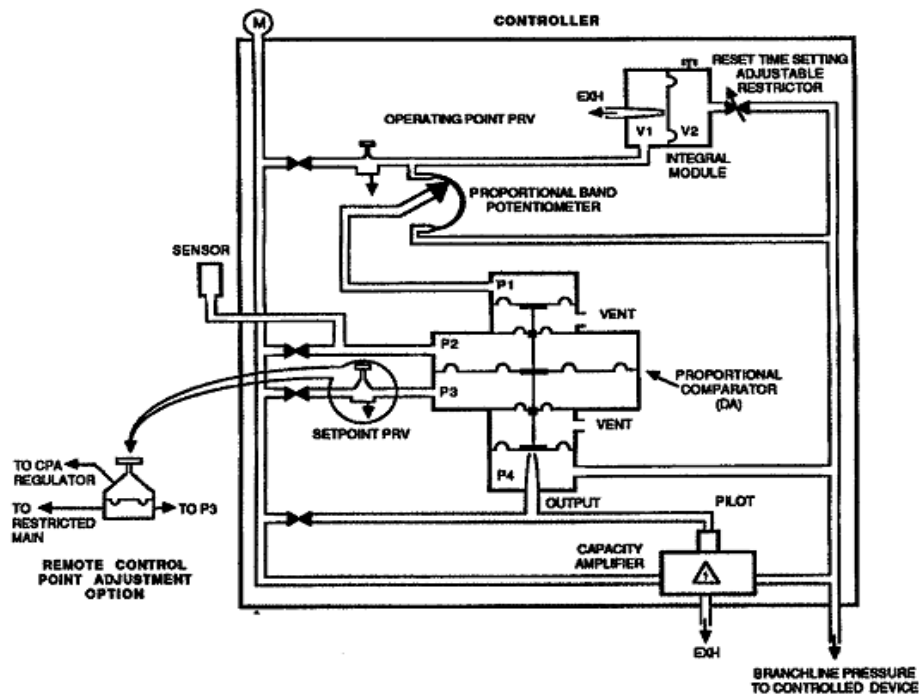 CONTROLLER
M
RESET TIME SETTING
ADJUSTABLE
RESTRICTOR
EXH
V1
V2
INTEGRAL
MODULE
OPERATING POINT PRV
PROPORTIONAL BAND
POTENTIOMETER
SENSOR
P1
VENT
P2
PROPORTIONAL
COMPARATOR
(DA)
P3
SETPOINT PRV
VENT
P4
TO CPA
REGULATOR
TO
RESTRICTED
MAIN
TO P3
OUTPUT
PILOT
REMOTE CONTROL
POINT ADJUSTMENT
OPTION
CAPACITY
AMPLIFIER
1
EXH
BRANCHLINE PRESSURE
TO CONTROLLED DEVICE